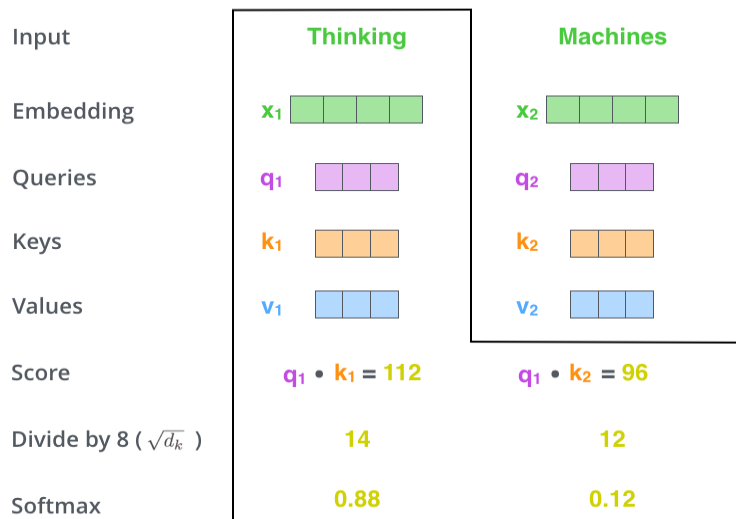 Input Thinking Machines
Embedding x₁ x₂
Queries q₁ q₂
Keys k₁ k₂
Values v₁ v₂
Score q₁ • k₁ = 112 q₁ • k₂ = 96
Divide by 8 ( √dₖ ) 14 12
Softmax 0.88 0.12